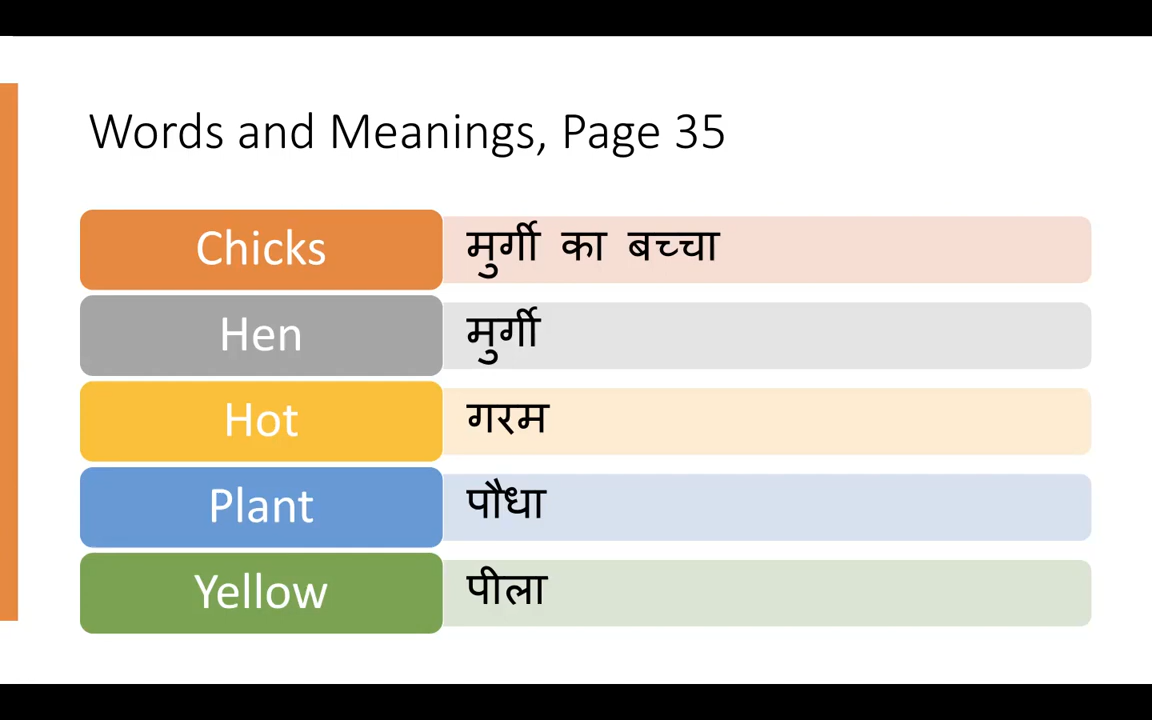 Words and Meanings, Page 35
Chicks मुर्गी का बच्चा
Hen मुर्गी
Hot गरम
Plant पौधा
Yellow पीला